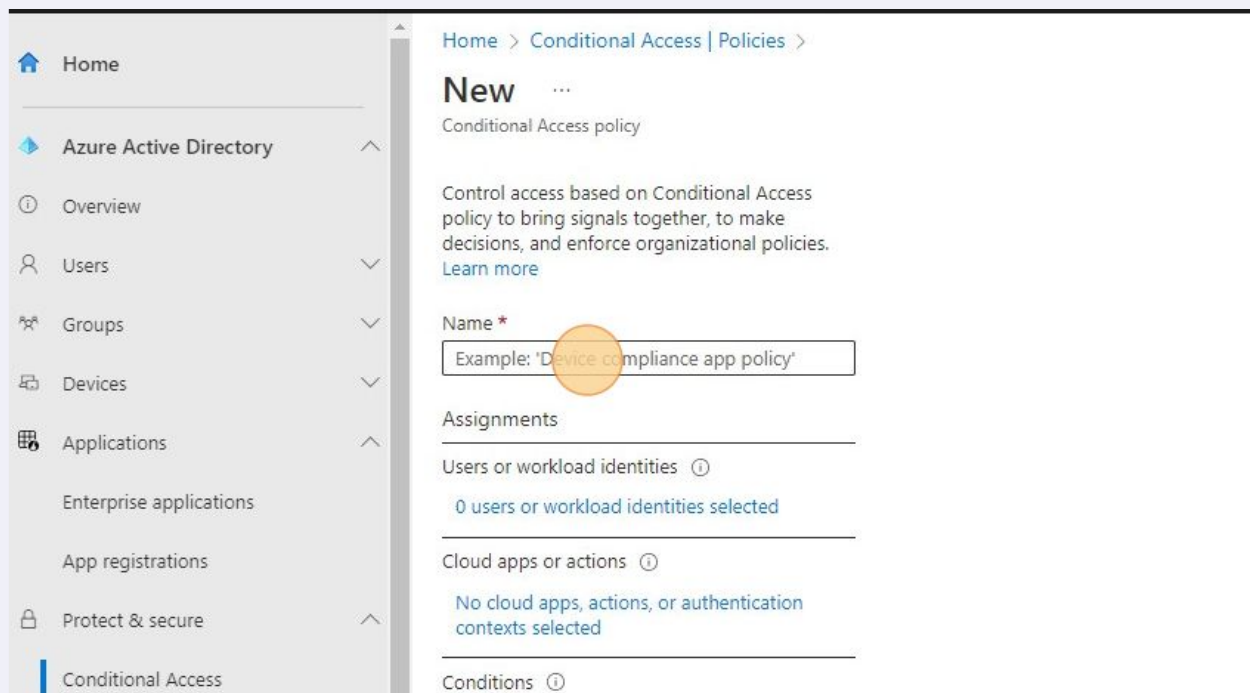 Home
Azure Active Directory
Overview
Users
Groups
Devices
Applications
Enterprise applications
App registrations
Protect & secure
Conditional Access
Home > Conditional Access | Policies >
New ...
Conditional Access policy
Control access based on Conditional Access
policy to bring signals together, to make
decisions, and enforce organizational policies.
Learn more
Name *
Example: 'Device compliance app policy'
Assignments
Users or workload identities
0 users or workload identities selected
Cloud apps or actions
No cloud apps, actions, or authentication
contexts selected
Conditions